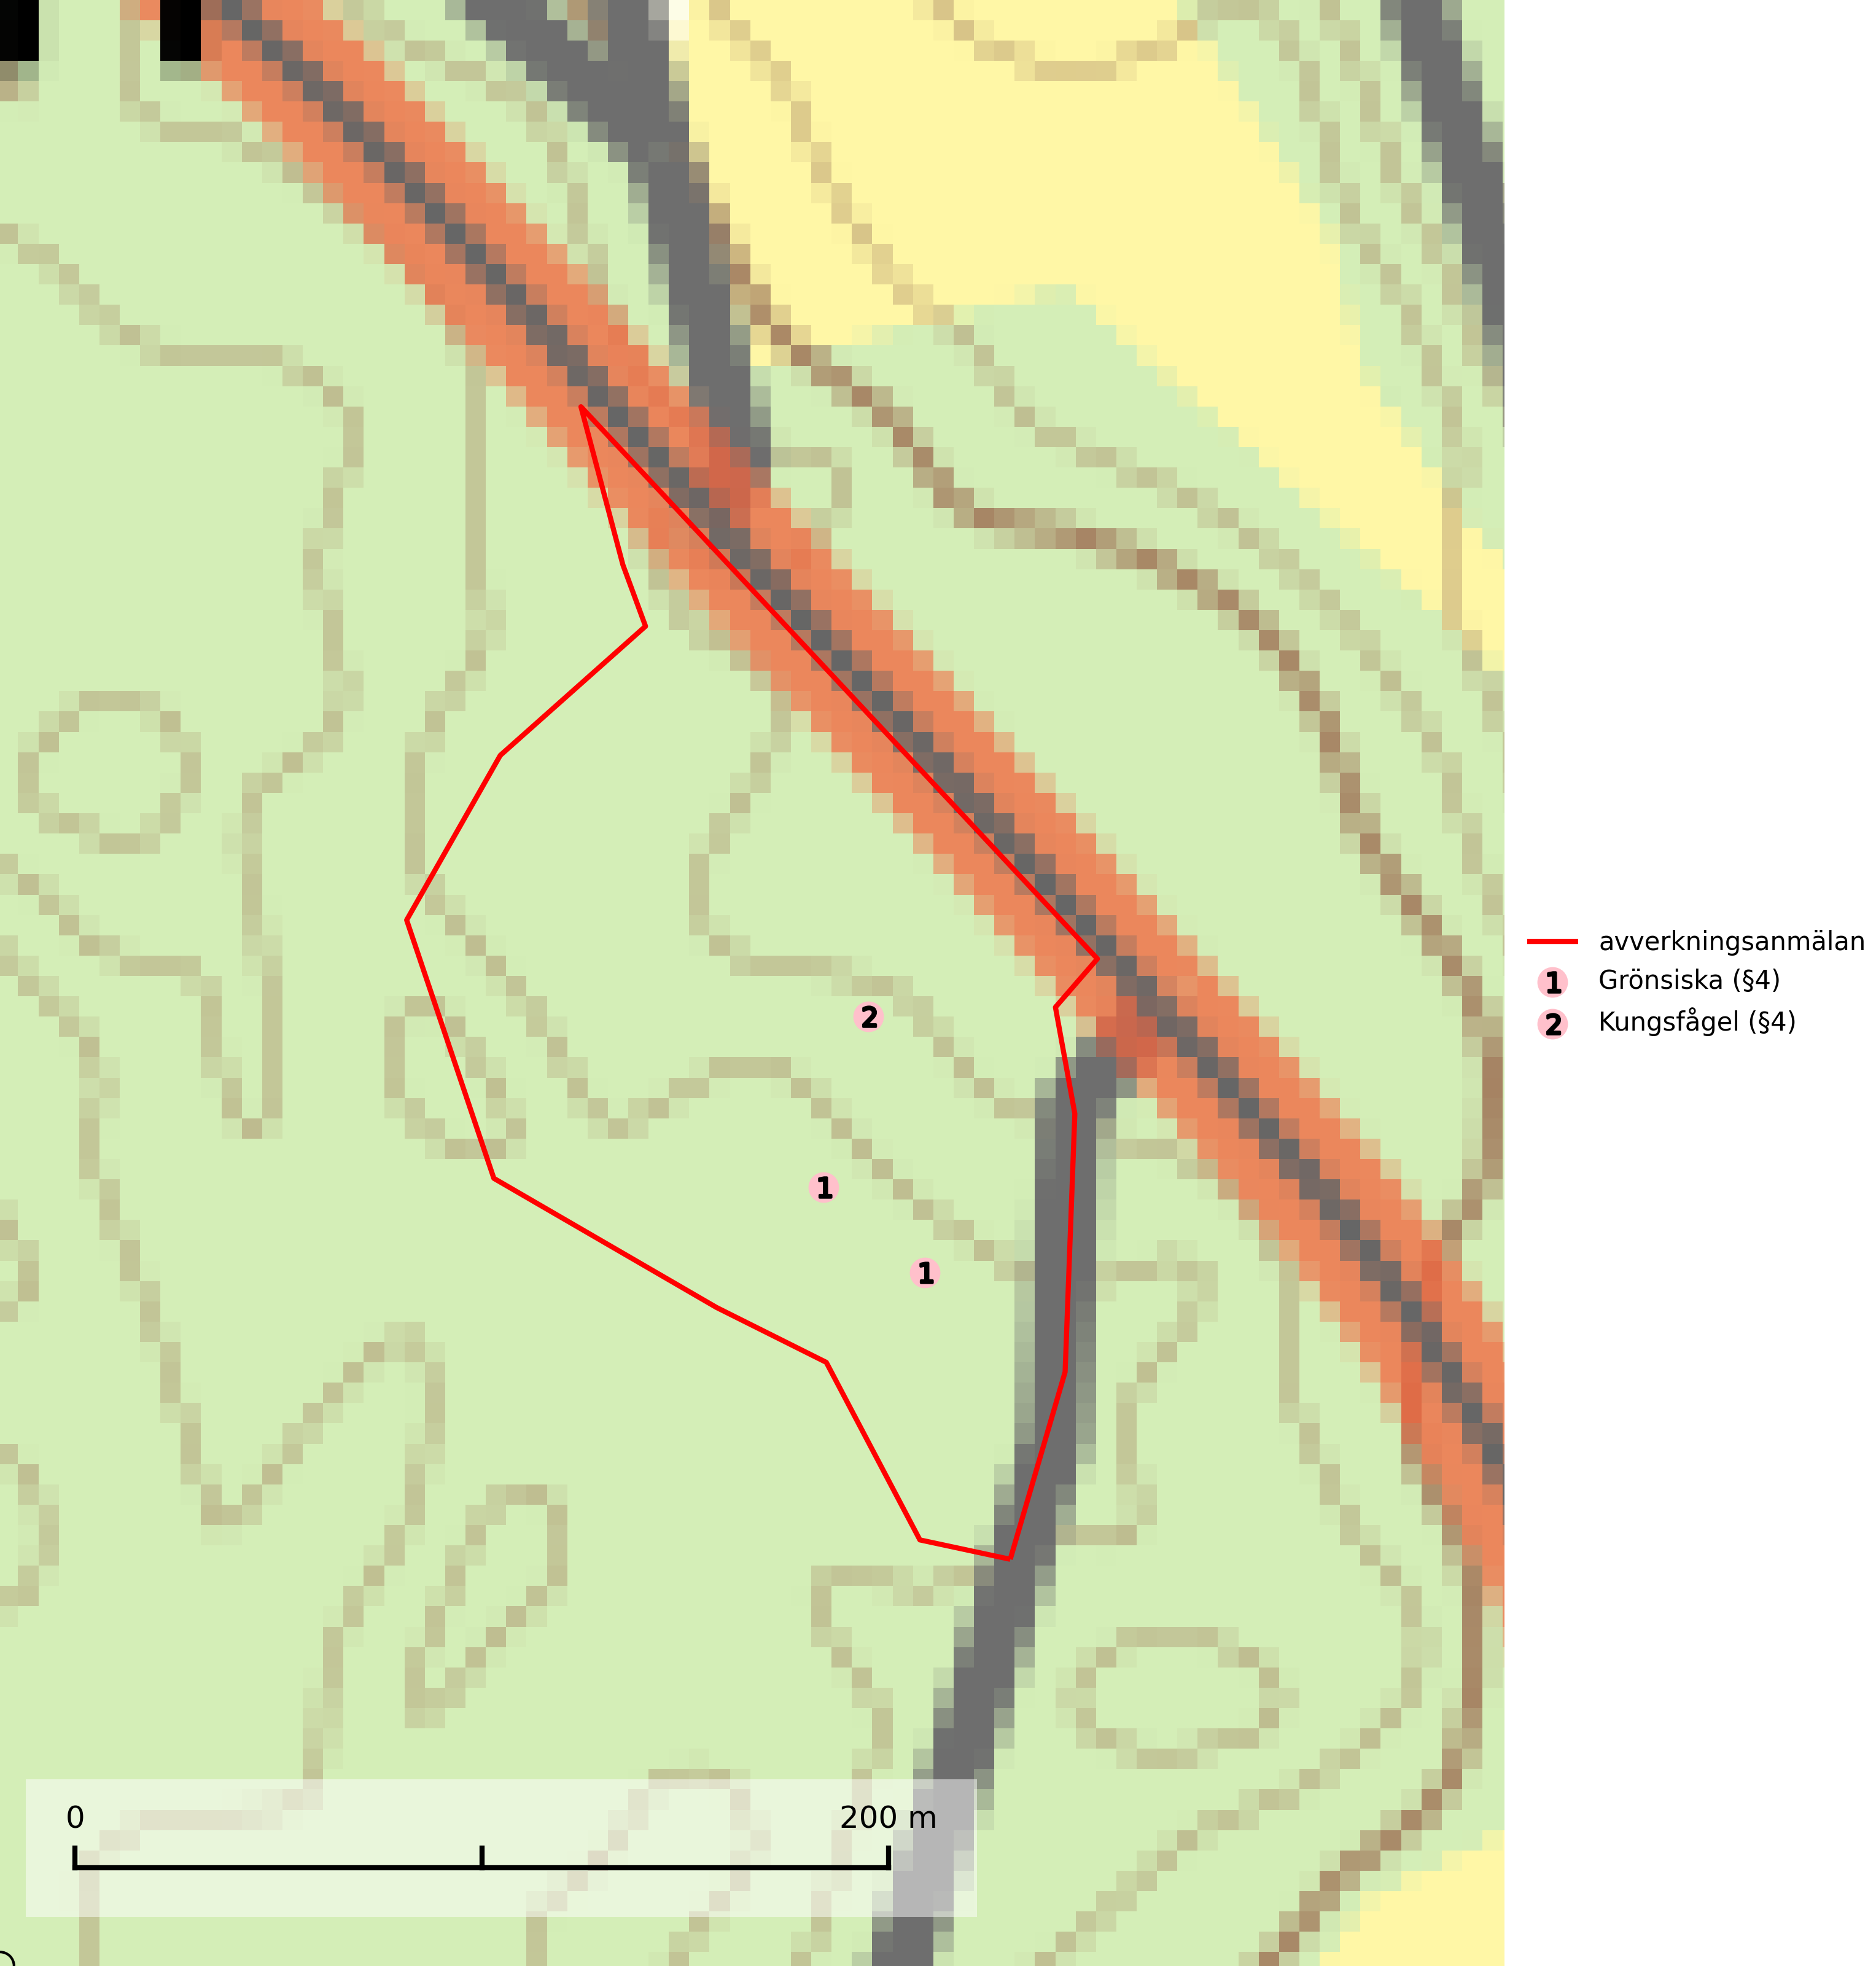 2
1
1
avverkningsanmälan
1 Grönsiska (§4)
2 Kungsfågel (§4)
0 200 m